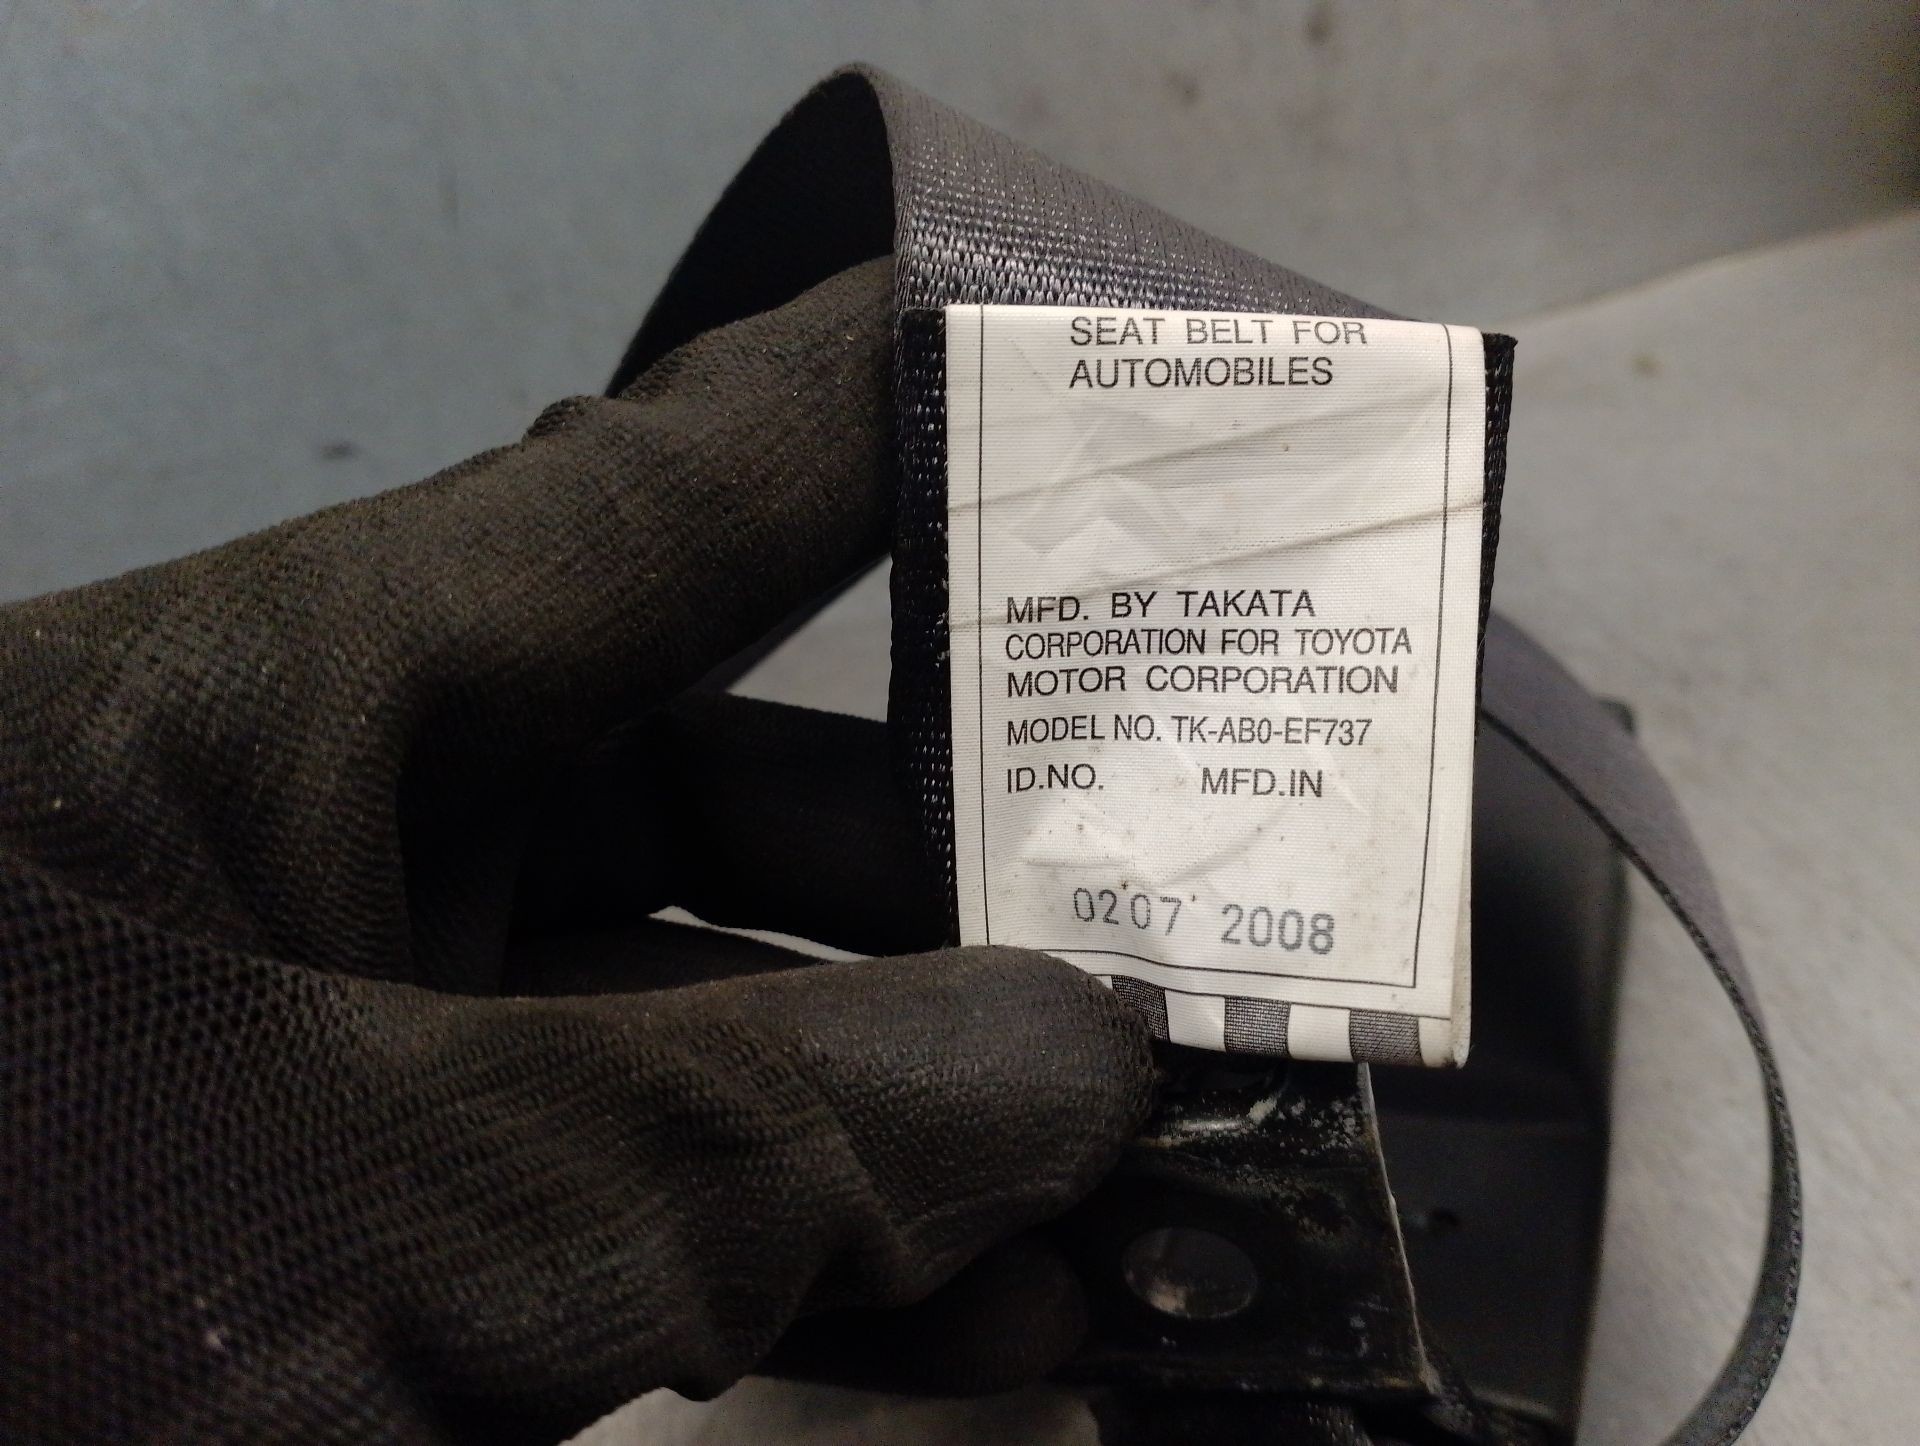 SEAT BELT FOR
AUTOMOBILES
MFD. BY TAKATA
CORPORATION FOR TOYOTA
MOTOR CORPORATION
MODEL NO. TK-AB0-EF737
ID.NO. MFD.IN
02'07' 2008